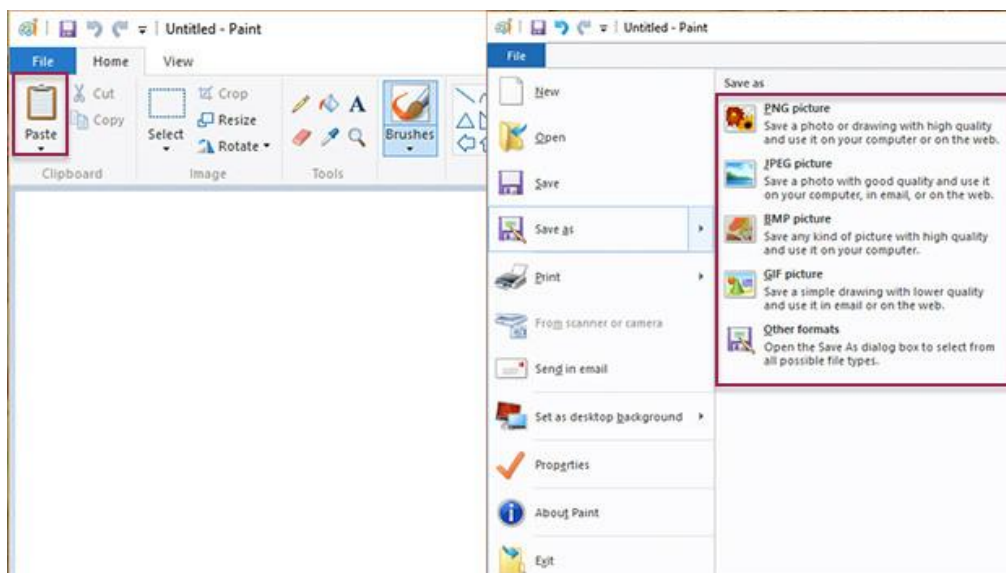 Untitled - Paint
File Home View
Paste
Cut
Copy
Clipboard
Select
Crop
Resize
Rotate
Image
Tools
Brushes
Untitled - Paint
File
New
Open
Save
Save as
Print
From scanner or camera
Send in email
Set as desktop background
Properties
About Paint
Exit
Save as
PNG picture
Save a photo or drawing with high quality
and use it on your computer or on the web.
JPEG picture
Save a photo with good quality and use it
on your computer, in email, or on the web.
BMP picture
Save any kind of picture with high quality
and use it on your computer.
GIF picture
Save a simple drawing with lower quality
and use it in email or on the web.
Other formats
Open the Save As dialog box to select from
all possible file types.